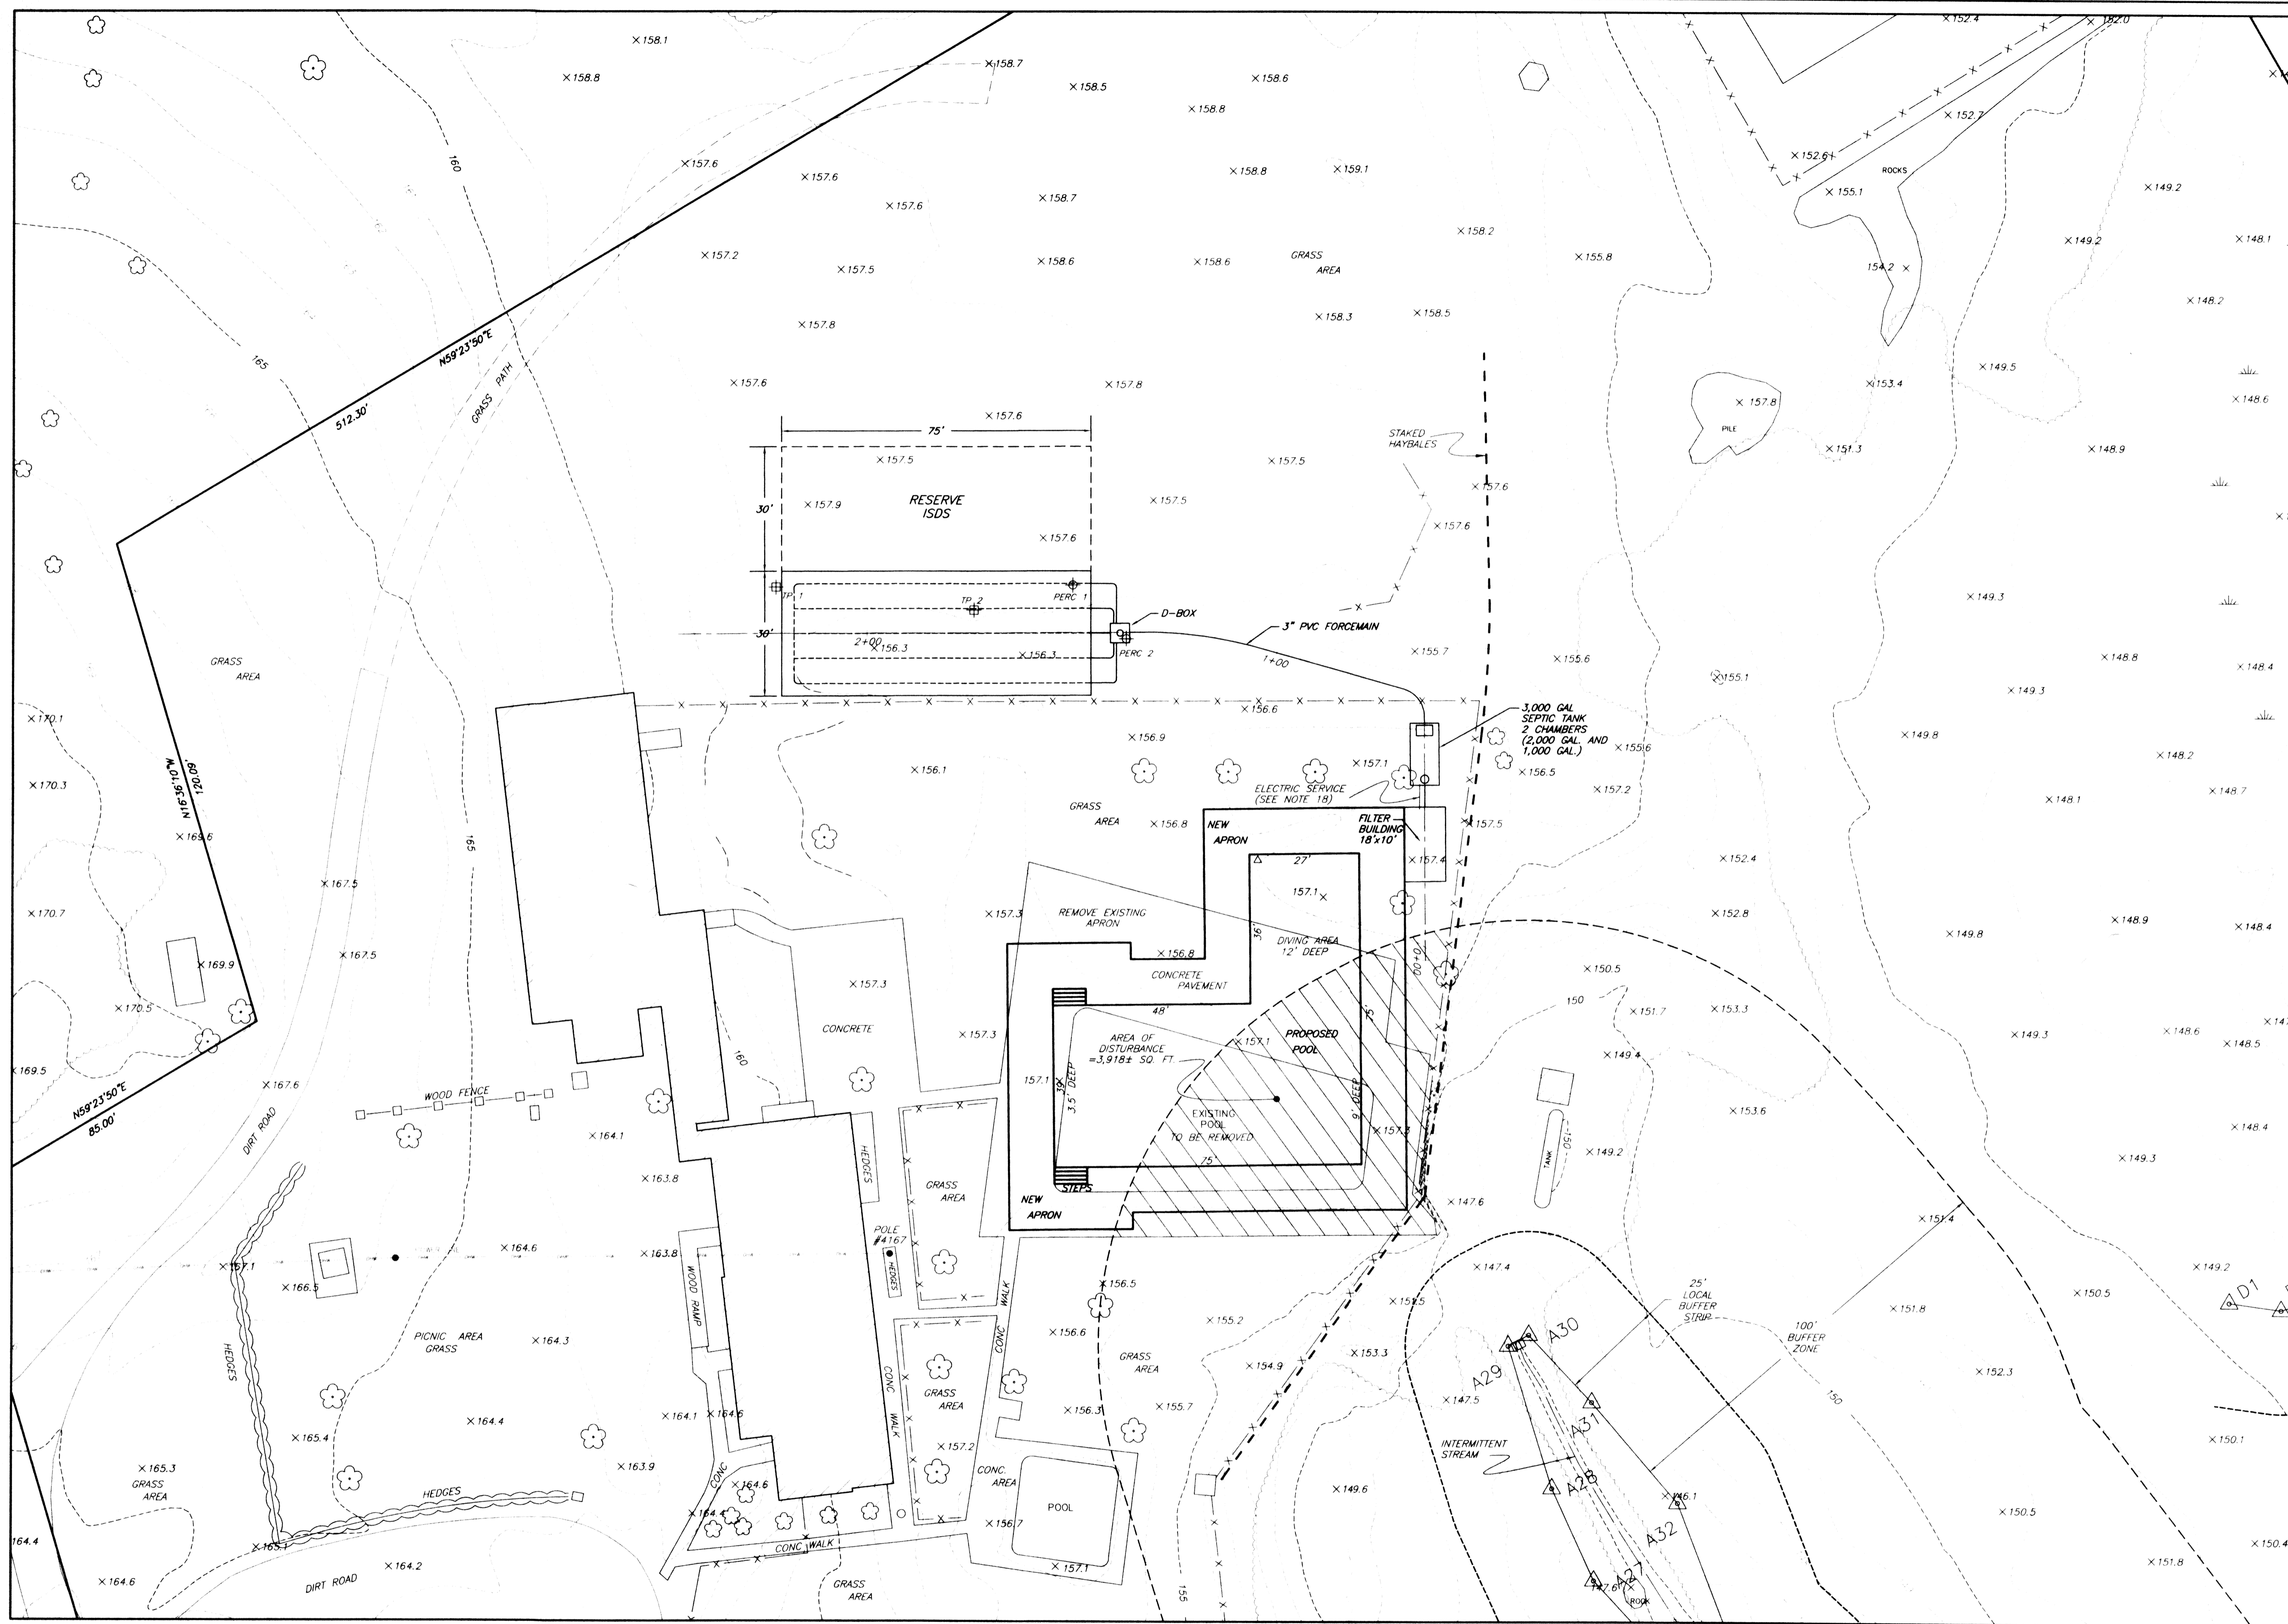 158.1
158.8
158.7
158.5
158.6
158.8
152.4
152.0
152.7
152.6
ROCKS
155.1
149.2
160
157.6
157.6
157.6
158.7
158.8
159.1
158.2
149.2
148.1
157.2
157.5
158.6
158.6
GRASS
AREA
155.8
154.2
148.2
157.8
158.3
158.5
N59°23'50"E
165
GRASS PATH
512.30'
157.6
157.8
157.6
149.5
153.4
148.6
157.8
PILE
75'
STAKED
HAYBALES
151.3
148.9
157.5
157.5
157.6
157.9
RESERVE
ISDS
157.5
30'
157.6
157.6
TP 1
TP 2
PERC 1
D-BOX
3" PVC FORCEMAIN
149.3
30'
2+00
156.3
156.3
PERC 2
1+00
155.7
155.6
148.8
148.4
GRASS
AREA
155.1
149.3
170.1
156.6
3,000 GAL
SEPTIC TANK
2 CHAMBERS
(2,000 GAL. AND
1,000 GAL.)
156.9
155.6
149.8
148.2
N16°36'10"W
120.09'
170.3
156.1
157.1
156.5
157.2
148.1
148.7
ELECTRIC SERVICE
(SEE NOTE 18)
GRASS
AREA
156.8
NEW
APRON
FILTER
BUILDING
18'x10'
157.5
169.6
165
167.5
27'
157.4
152.4
157.1
170.7
157.3
REMOVE EXISTING
APRON
36'
DIVING AREA
12' DEEP
152.8
148.9
148.4
149.8
167.5
156.8
169.9
CONCRETE
PAVEMENT
0+00
150.5
157.3
170.5
48'
75'
150
151.7
153.3
CONCRETE
157.3
AREA OF
DISTURBANCE
=3,918± SQ. FT.
157.1
PROPOSED
POOL
149.3
148.6
148.5
149.4
160
169.5
167.6
157.1
39'
3.5' DEEP
9' DEEP
N59°23'50"E
85.00'
WOOD FENCE
EXISTING
POOL
TO BE REMOVED
153.6
DIRT ROAD
164.1
157.3
148.4
149.2
TANK
150
149.3
HEDGES
75'
163.8
GRASS
AREA
STEPS
NEW
APRON
147.6
151.4
POLE
#4167
164.6
163.8
HEDGES
167.1
147.4
149.2
166.5
WOOD RAMP
156.5
CONC WALK
25'
LOCAL
BUFFER
STRIP
150.5
D1
151.5
151.8
PICNIC AREA
GRASS
164.3
156.6
155.2
100'
BUFFER
ZONE
A30
HEDGES
CONC WALK
GRASS
AREA
154.9
153.3
A29
152.3
GRASS
AREA
164.4
164.1
164.6
156.3
155.7
147.5
A31
150
165.4
157.2
INTERMITTENT
STREAM
150.1
165.3
GRASS
AREA
163.9
CONC.
AREA
A28
HEDGES
CONC
164.6
POOL
149.6
146.1
164.4
156.7
150.5
A32
164.4
165.1
CONC WALK
150.4
151.8
164.2
157.1
164.6
DIRT ROAD
GRASS
AREA
155
A27
147.6
ROCK